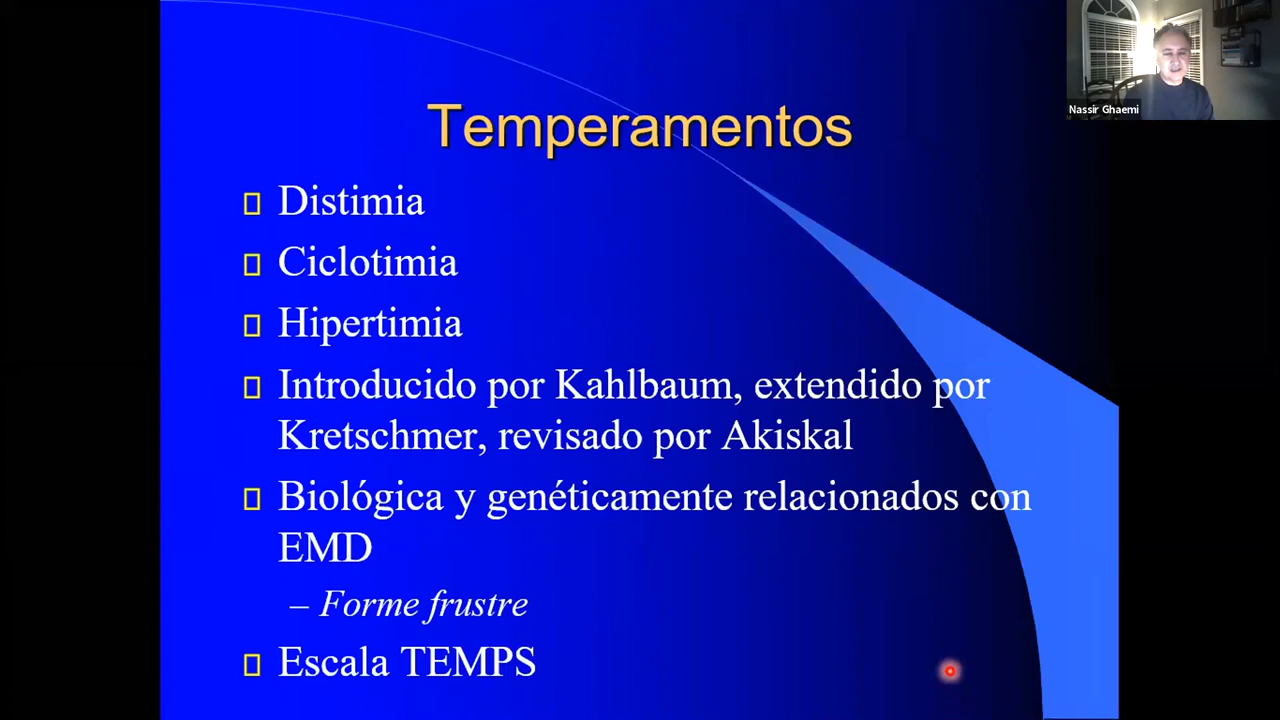 Temperamentos
Distimia
Ciclotimia
Hipertimia
Introducido por Kahlbaum, extendido por
Kretschmer, revisado por Akiskal
Biológica y genéticamente relacionados con
EMD
– Forme frustre
Escala TEMPS
Nassir Ghaemi